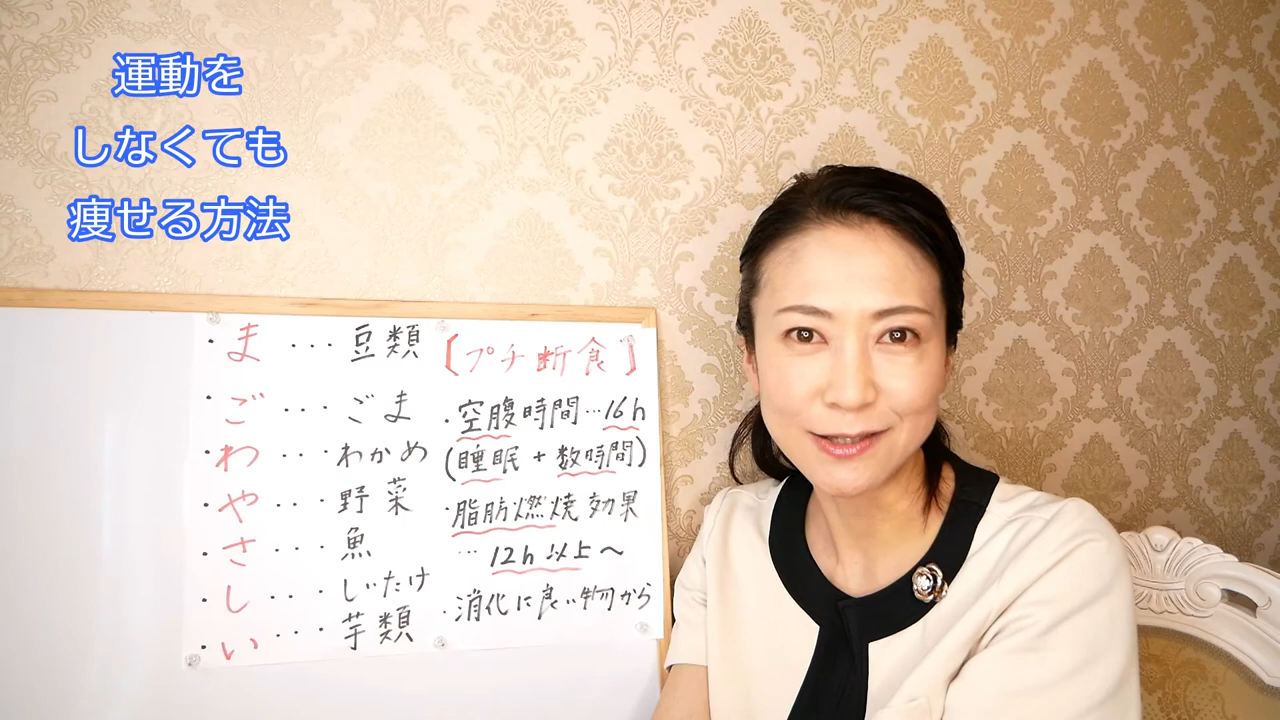 運動を
しなくても
痩せる方法
・ま・・・豆類
・ご・・・ごま
・わ・・・わかめ
・や・・・野菜
・さ・・・魚
・し・・・しいたけ
・い・・・芋類
【プチ断食】
・空腹時間…16h
(睡眠+数時間)
・脂肪燃焼効果
…12h以上～
・消化に良い物から